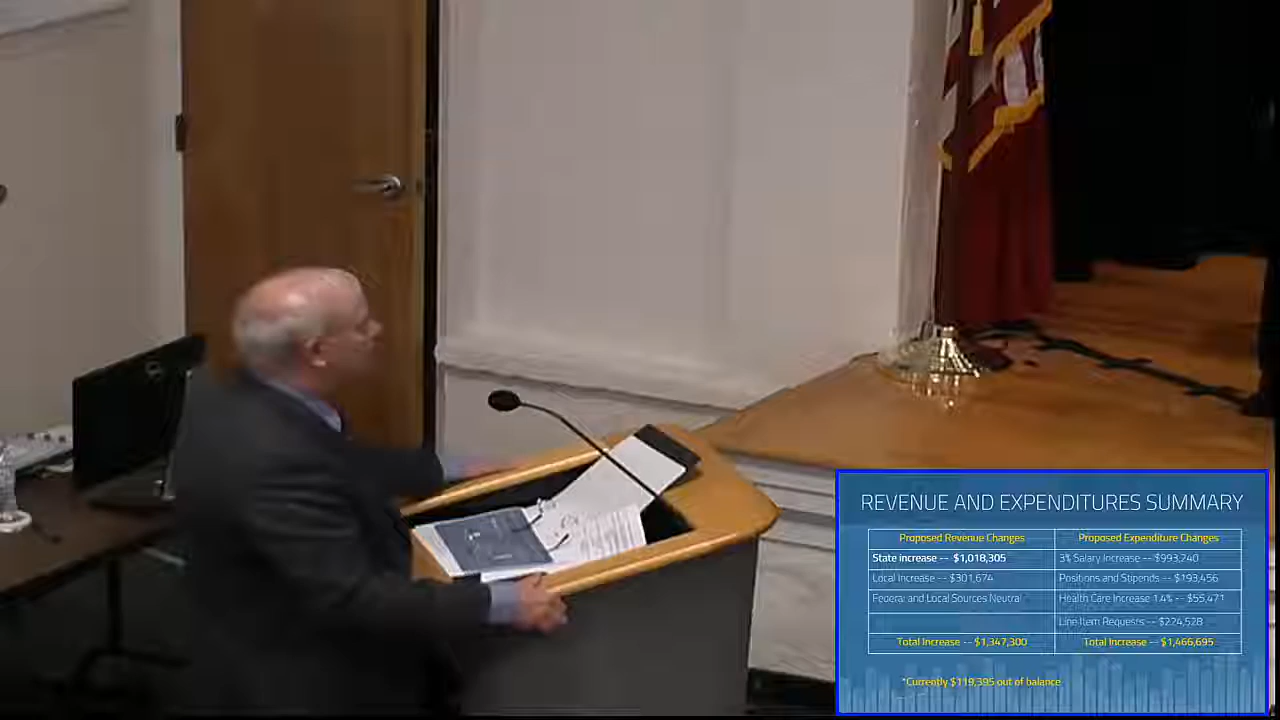 REVENUE AND EXPENDITURES SUMMARY
Proposed Revenue Changes
Proposed Expenditure Changes
State increase -- $1,018,305
3% Salary Increase -- $993,240
Local Increase -- $301,674
Positions and Stipends -- $193,456
Federal and Local Sources Neutral
Health Care Increase 1.4% -- $55,471
Line Item Requests -- $224,528
Total Increase -- $1,347,300
Total Increase -- $1,466,695
*Currently $119,395 out of balance